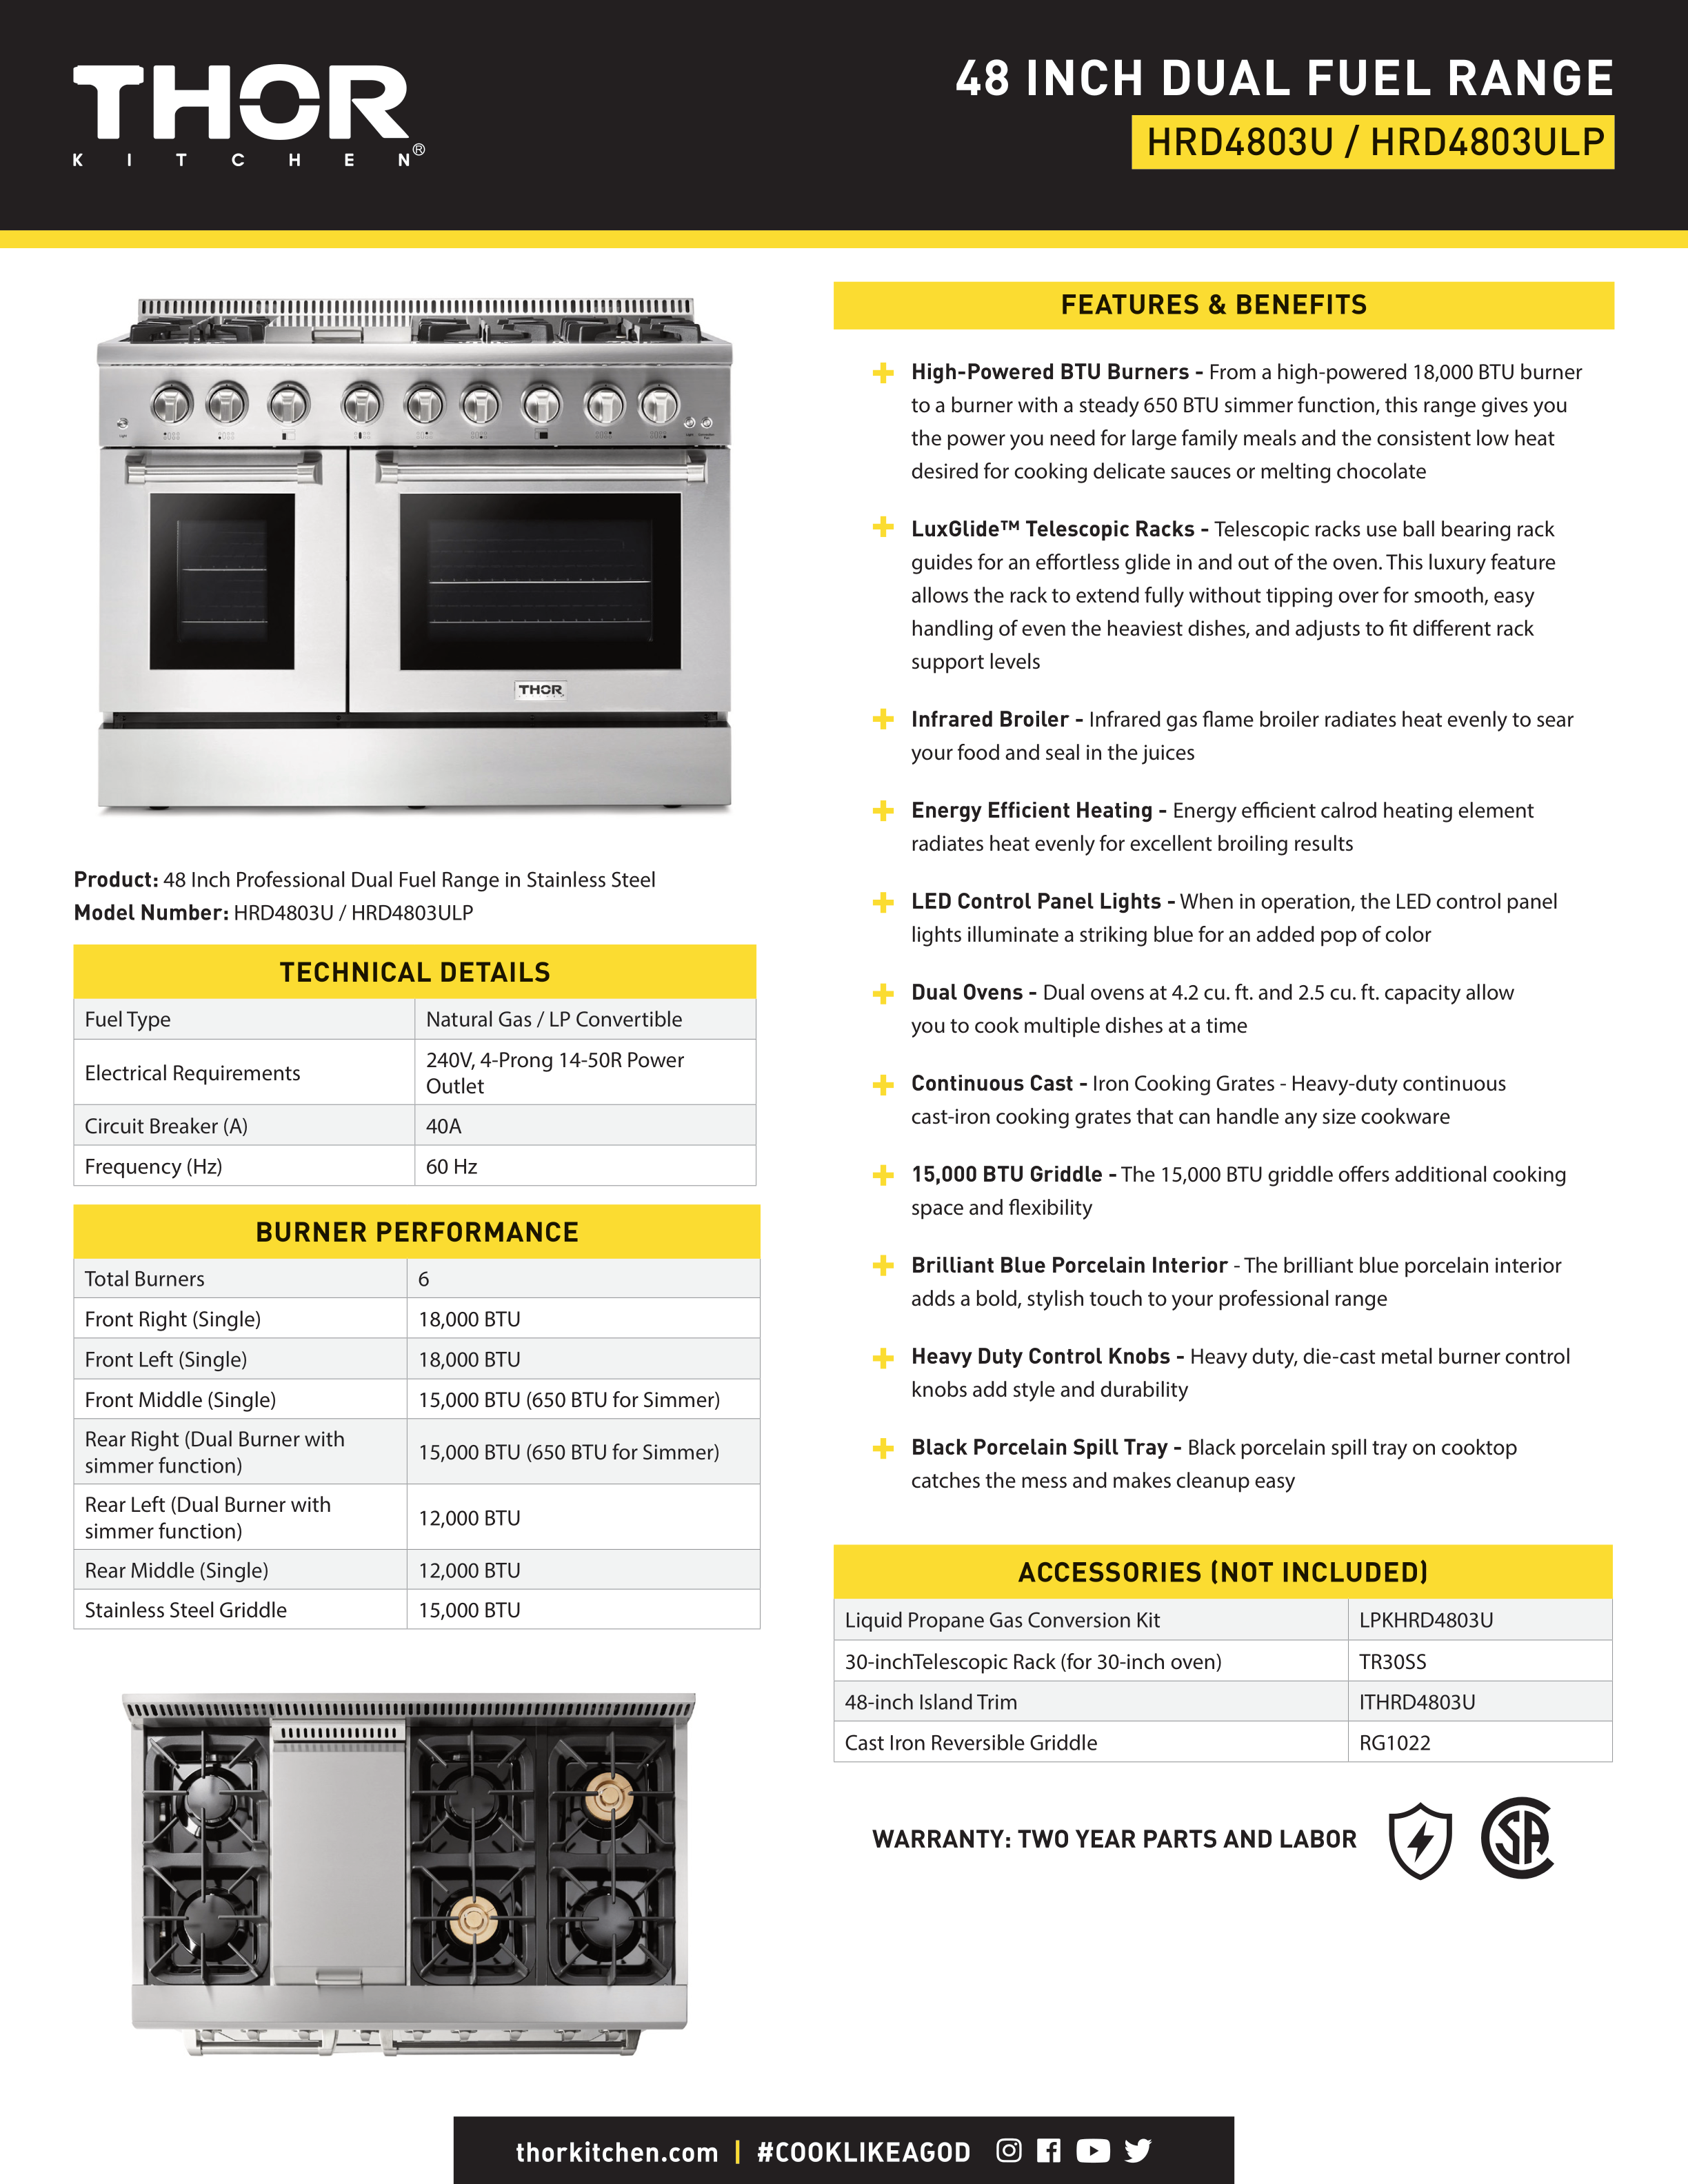 THOR
KITCHEN®
48 INCH DUAL FUEL RANGE
HRD4803U / HRD4803ULP
THOR
Product: 48 Inch Professional Dual Fuel Range in Stainless Steel
Model Number: HRD4803U / HRD4803ULP
TECHNICAL DETAILS
Fuel Type Natural Gas / LP Convertible
Electrical Requirements 240V, 4-Prong 14-50R Power
Outlet
Circuit Breaker (A) 40A
Frequency (Hz) 60 Hz
BURNER PERFORMANCE
Total Burners 6
Front Right (Single) 18,000 BTU
Front Left (Single) 18,000 BTU
Front Middle (Single) 15,000 BTU (650 BTU for Simmer)
Rear Right (Dual Burner with
simmer function) 15,000 BTU (650 BTU for Simmer)
Rear Left (Dual Burner with
simmer function) 12,000 BTU
Rear Middle (Single) 12,000 BTU
Stainless Steel Griddle 15,000 BTU
FEATURES & BENEFITS
High-Powered BTU Burners - From a high-powered 18,000 BTU burner
to a burner with a steady 650 BTU simmer function, this range gives you
the power you need for large family meals and the consistent low heat
desired for cooking delicate sauces or melting chocolate
LuxGlide™ Telescopic Racks - Telescopic racks use ball bearing rack
guides for an effortless glide in and out of the oven. This luxury feature
allows the rack to extend fully without tipping over for smooth, easy
handling of even the heaviest dishes, and adjusts to fit different rack
support levels
Infrared Broiler - Infrared gas flame broiler radiates heat evenly to sear
your food and seal in the juices
Energy Efficient Heating - Energy efficient calrod heating element
radiates heat evenly for excellent broiling results
LED Control Panel Lights - When in operation, the LED control panel
lights illuminate a striking blue for an added pop of color
Dual Ovens - Dual ovens at 4.2 cu. ft. and 2.5 cu. ft. capacity allow
you to cook multiple dishes at a time
Continuous Cast - Iron Cooking Grates - Heavy-duty continuous
cast-iron cooking grates that can handle any size cookware
15,000 BTU Griddle - The 15,000 BTU griddle offers additional cooking
space and flexibility
Brilliant Blue Porcelain Interior - The brilliant blue porcelain interior
adds a bold, stylish touch to your professional range
Heavy Duty Control Knobs - Heavy duty, die-cast metal burner control
knobs add style and durability
Black Porcelain Spill Tray - Black porcelain spill tray on cooktop
catches the mess and makes cleanup easy
ACCESSORIES (NOT INCLUDED)
Liquid Propane Gas Conversion Kit LPKHRD4803U
30-inchTelescopic Rack (for 30-inch oven) TR30SS
48-inch Island Trim ITHRD4803U
Cast Iron Reversible Griddle RG1022
WARRANTY: TWO YEAR PARTS AND LABOR
CSA
thorkitchen.com | #COOKLIKEAGOD